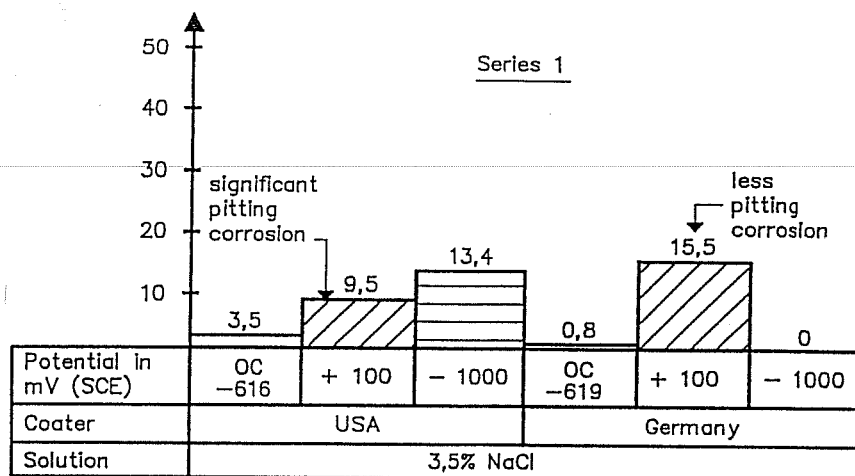 50
Series 1
40
30
significant
pitting
corrosion
less
pitting
corrosion
20
15,5
13,4
10
9,5
3,5
0,8
0
Potential in
mV (SCE)
OC
-616
+ 100
- 1000
OC
-619
+ 100
- 1000
Coater
USA
Germany
Solution
3,5% NaCl